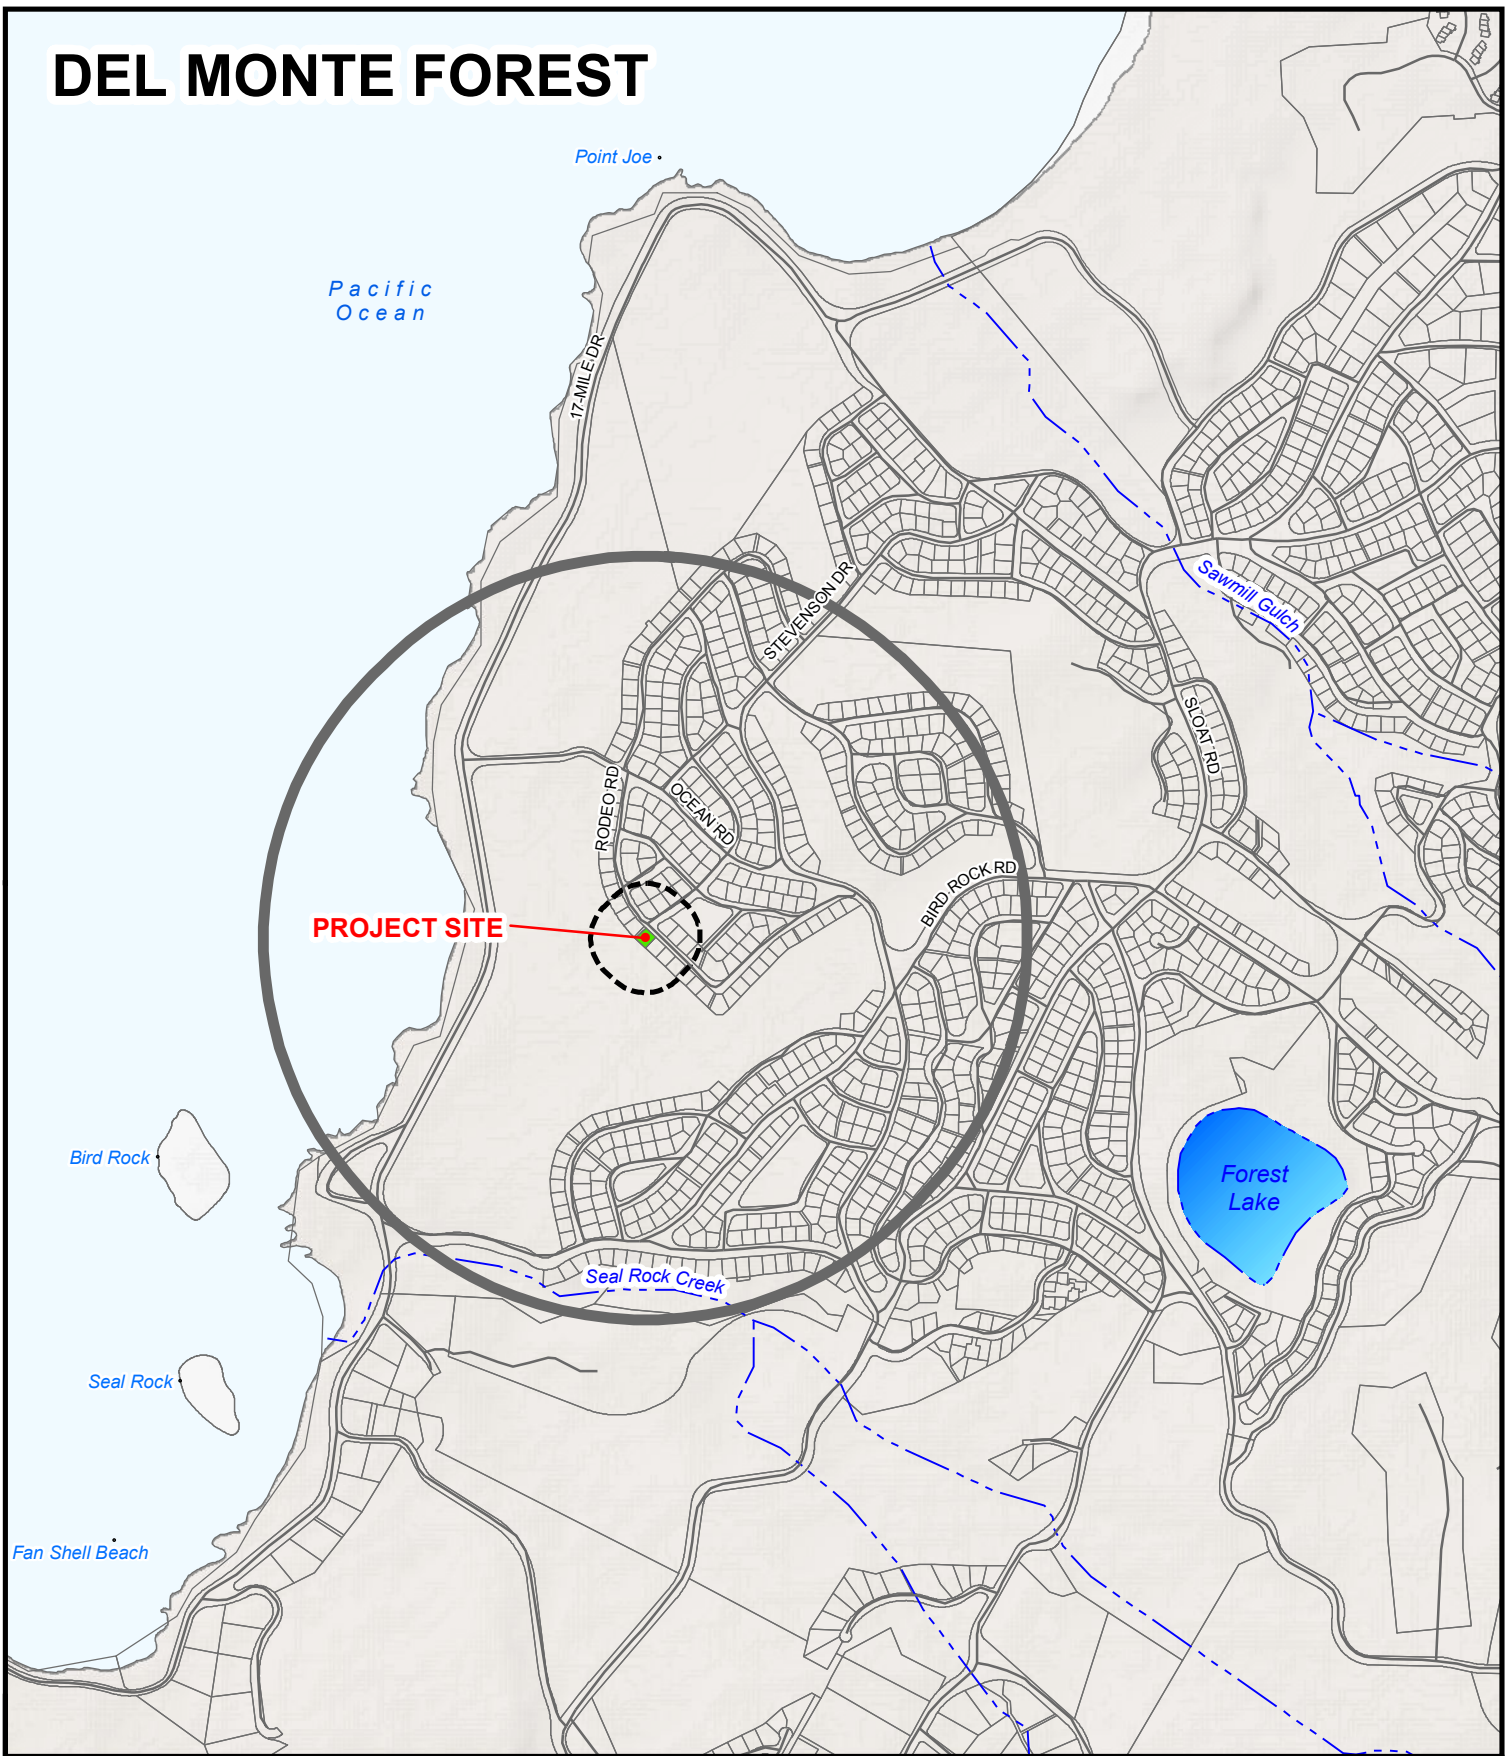 DEL MONTE FOREST
Point Joe
Pacific
Ocean
17-MILE DR
STEVENSON DR
Sawmill Gulch
SLOAT RD
RODEO RD
OCEAN RD
BIRD ROCK RD
PROJECT SITE
Bird Rock
Forest
Lake
Seal Rock Creek
Seal Rock
Fan Shell Beach